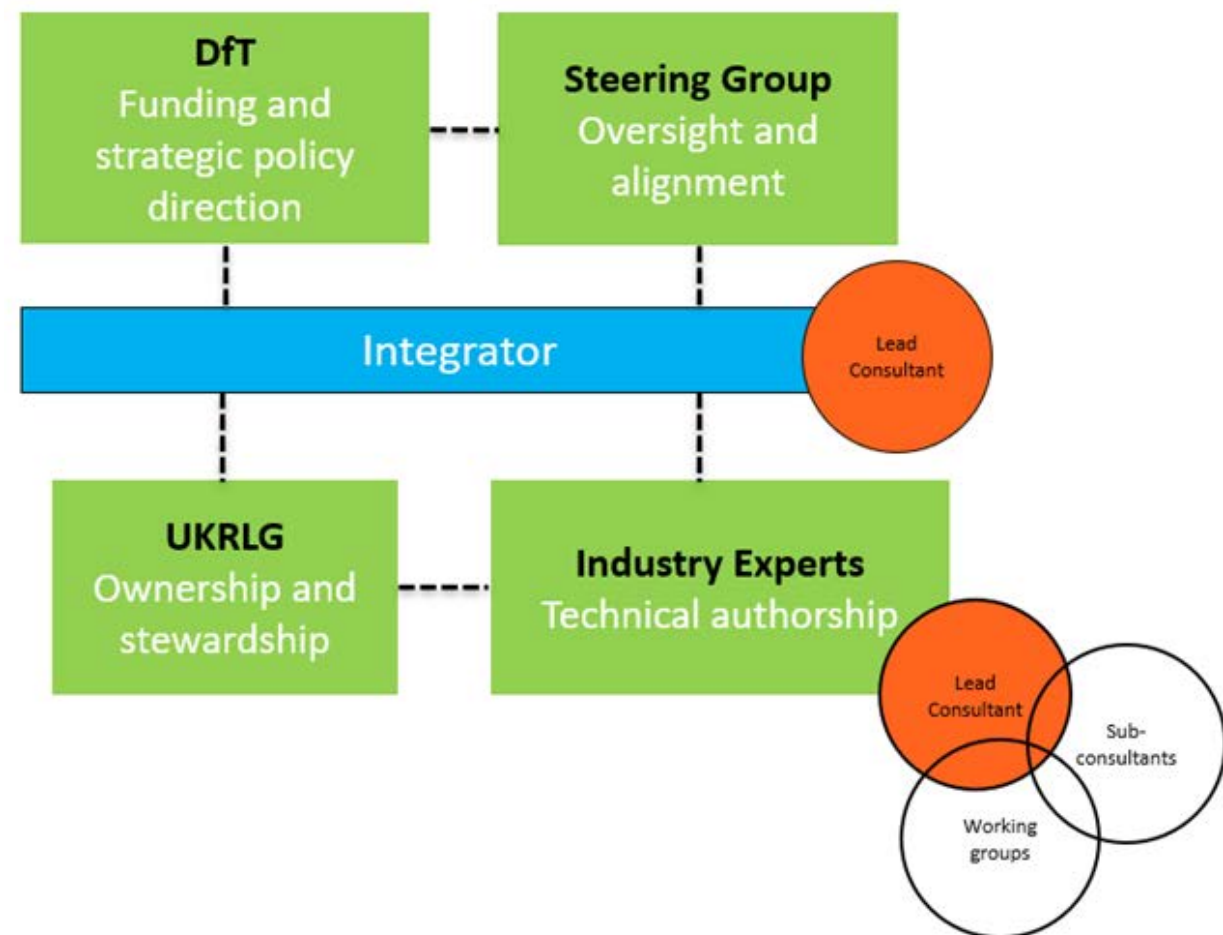 DfT
Funding and
strategic policy
direction
Steering Group
Oversight and
alignment
Integrator
Lead
Consultant
UKRLG
Ownership and
stewardship
Industry Experts
Technical authorship
Lead
Consultant
Sub-
consultants
Working
groups